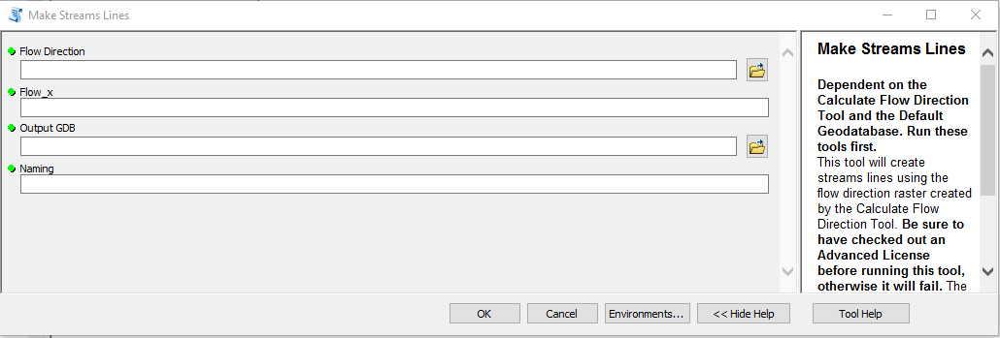 Make Streams Lines
Flow Direction
Flow_x
Output GDB
Naming
OK
Cancel
Environments...
<< Hide Help
Make Streams Lines
Dependent on the
Calculate Flow Direction
Tool and the Default
Geodatabase. Run these
tools first.
This tool will create
streams lines using the
flow direction raster created
by the Calculate Flow
Direction Tool. Be sure to
have checked out an
Advanced License
before running this tool,
otherwise it will fail. The
Tool Help